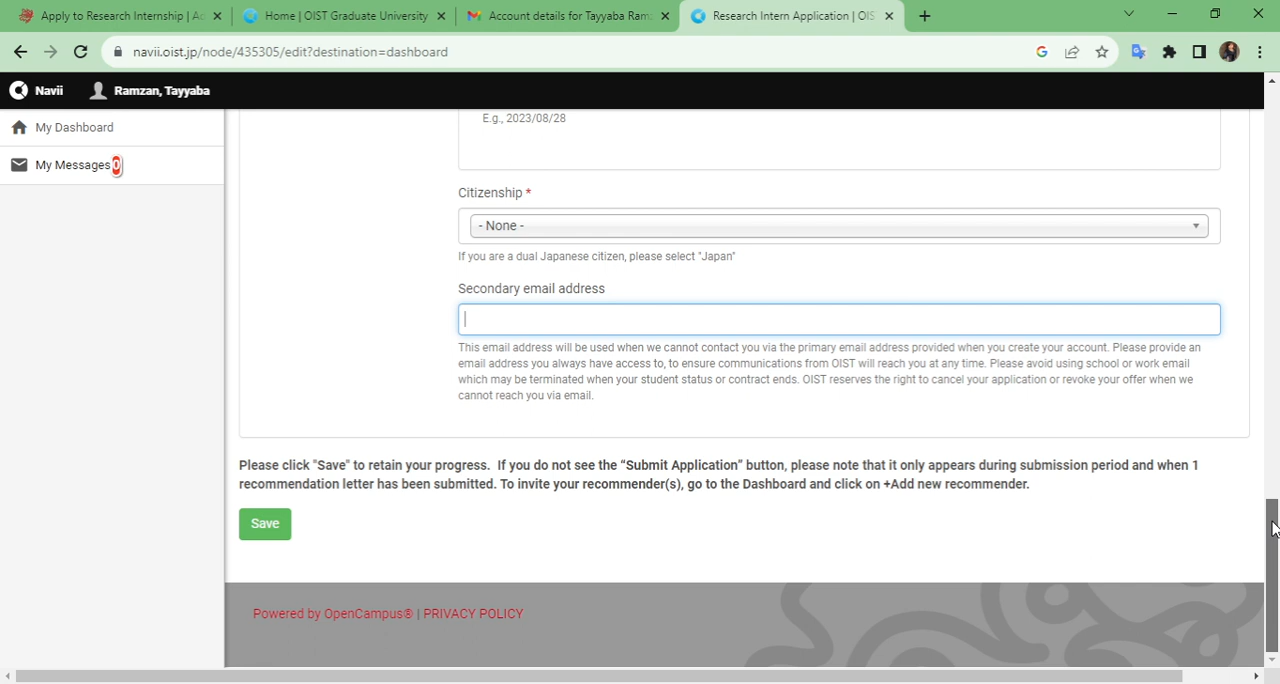 Apply to Research Internship | Ac
Home | OIST Graduate University
Account details for Tayyaba Ramz
Research Intern Application | OIS
navii.oist.jp/node/435305/edit?destination=dashboard
Navii
Ramzan, Tayyaba
My Dashboard
My Messages 0
E.g., 2023/08/28
Citizenship *
- None -
If you are a dual Japanese citizen, please select "Japan"
Secondary email address
This email address will be used when we cannot contact you via the primary email address provided when you create your account. Please provide an
email address you always have access to, to ensure communications from OIST will reach you at any time. Please avoid using school or work email
which may be terminated when your student status or contract ends. OIST reserves the right to cancel your application or revoke your offer when we
cannot reach you via email.
Please click "Save" to retain your progress. If you do not see the “Submit Application” button, please note that it only appears during submission period and when 1
recommendation letter has been submitted. To invite your recommender(s), go to the Dashboard and click on +Add new recommender.
Save
Powered by OpenCampus® | PRIVACY POLICY